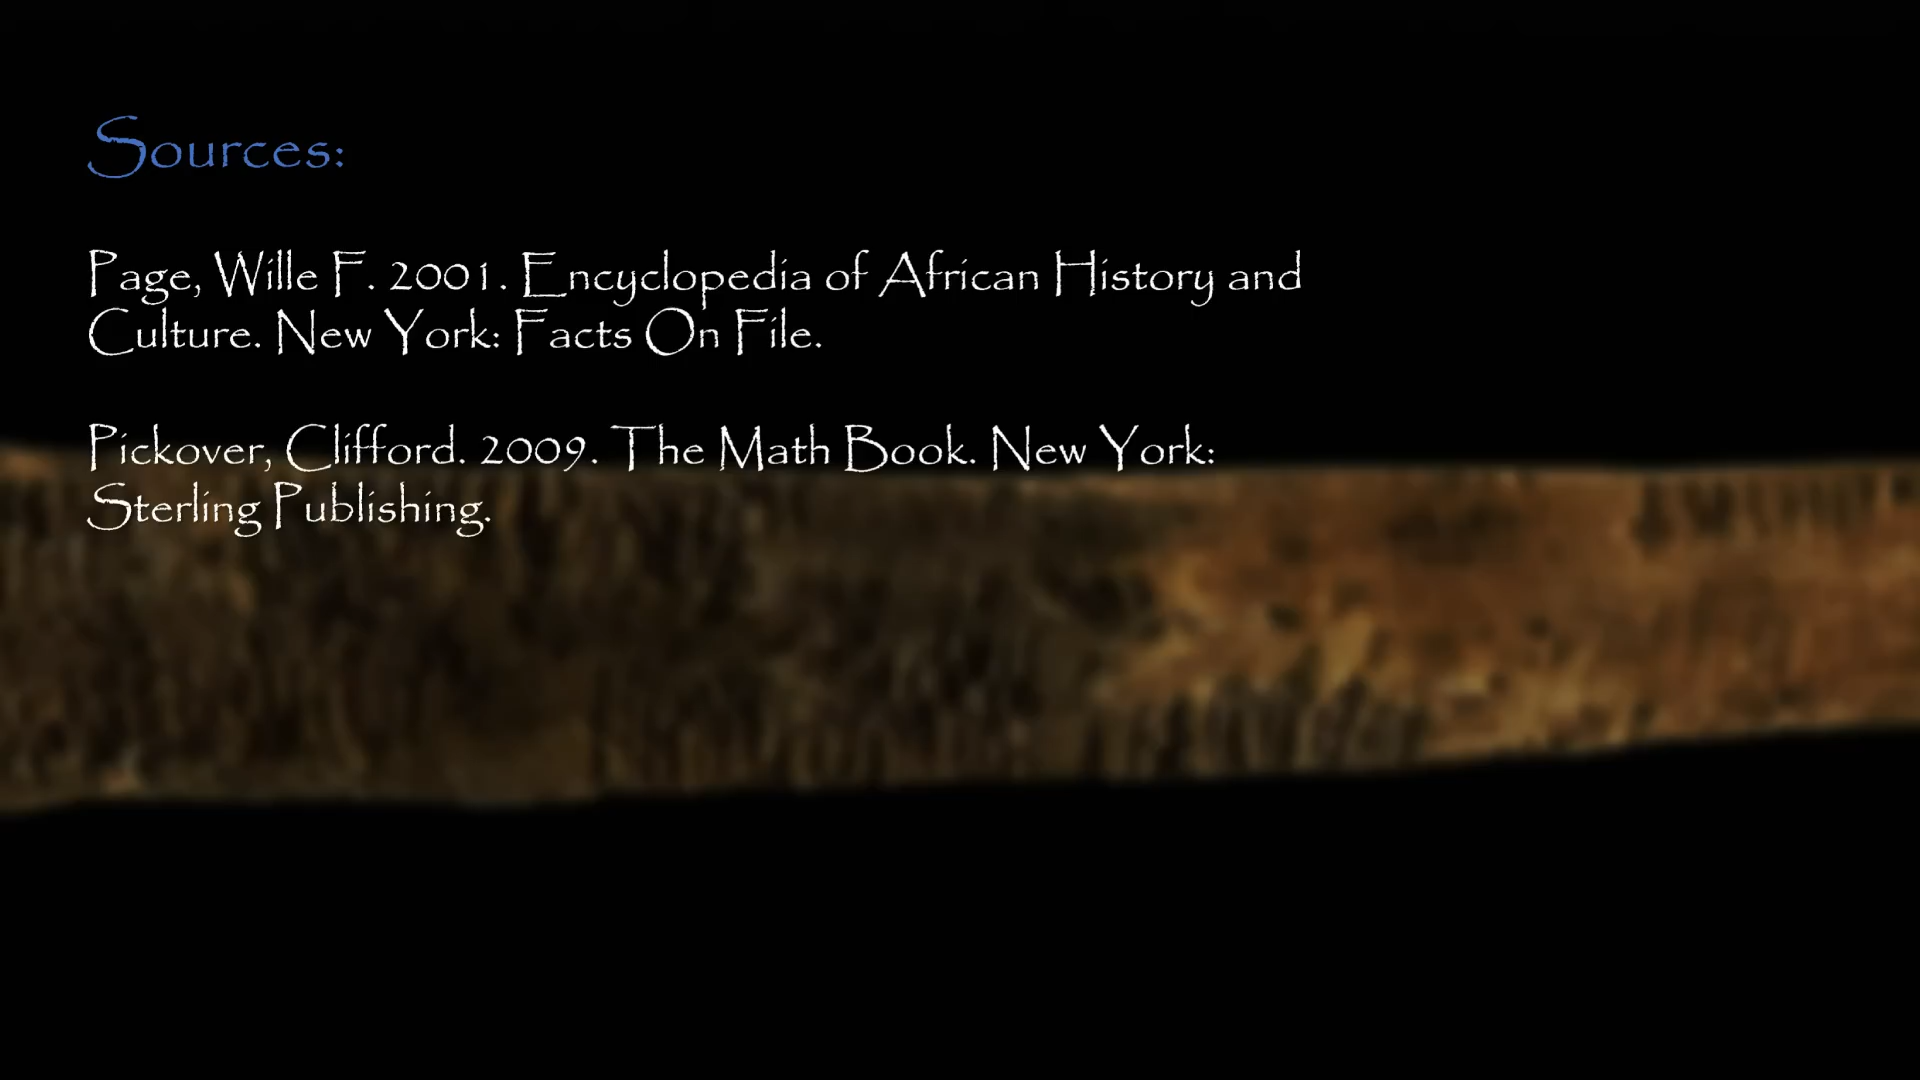 Sources:
Page, Wille F. 2001. Encyclopedia of African History and
Culture. New York: Facts On File.
Pickover, Clifford. 2009. The Math Book. New York:
Sterling Publishing.